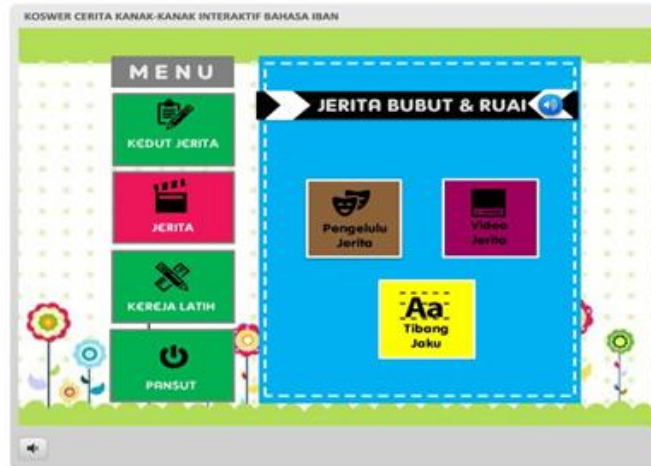 KOSWER CERITA KANAK-KANAK INTERAKTIF BAHASA IBAN
MENU
KEDUT JERITA
JERITA
KEREJA LATIH
PANSUT
JERITA BUBUT & RUAI
Pengelulu
Jerita
Video
Jerita
Aa
Tibang
Jaku